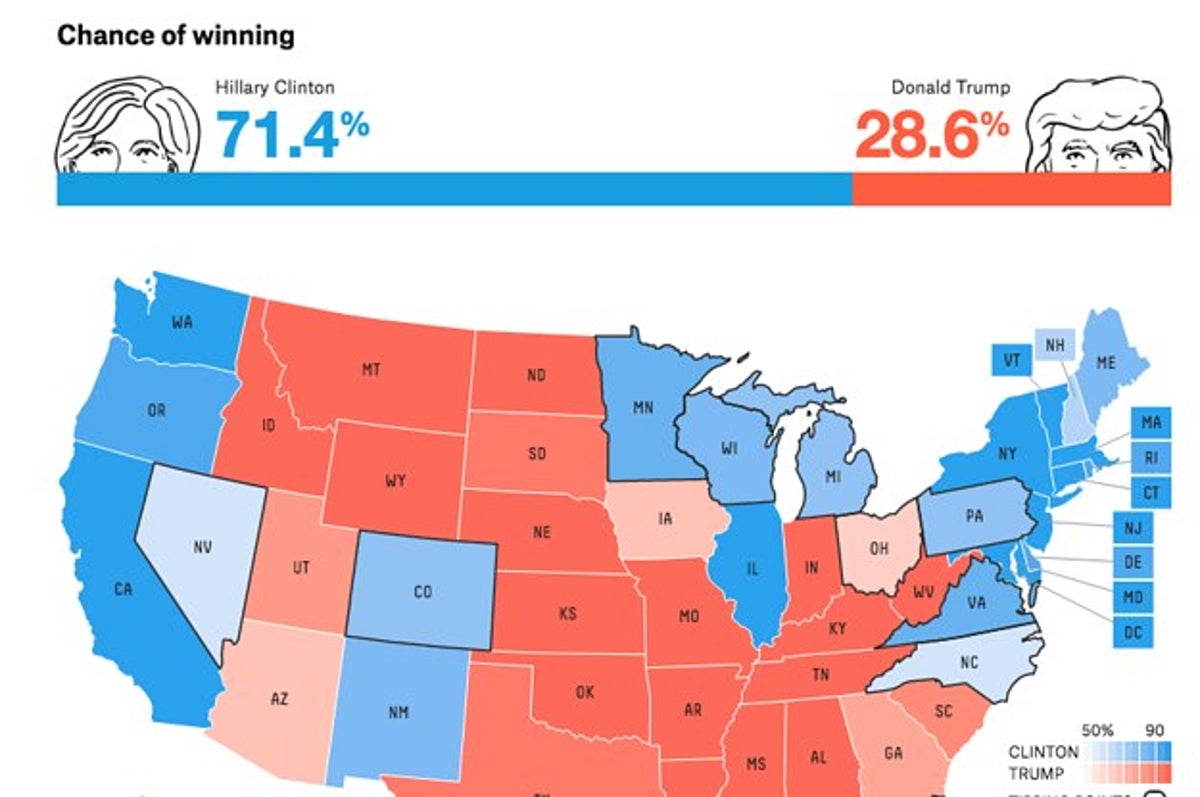 Chance of winning
Hillary Clinton
71.4%
Donald Trump
28.6%
WA
OR
CA
NV
ID
MT
WY
UT
CO
AZ
NM
ND
SD
NE
KS
OK
MN
IA
MO
AR
WI
IL
MS
MI
IN
KY
TN
AL
OH
WV
GA
PA
VA
NC
SC
NY
VT
NH
ME
MA
RI
CT
NJ
DE
MD
DC
50% 90
CLINTON
TRUMP